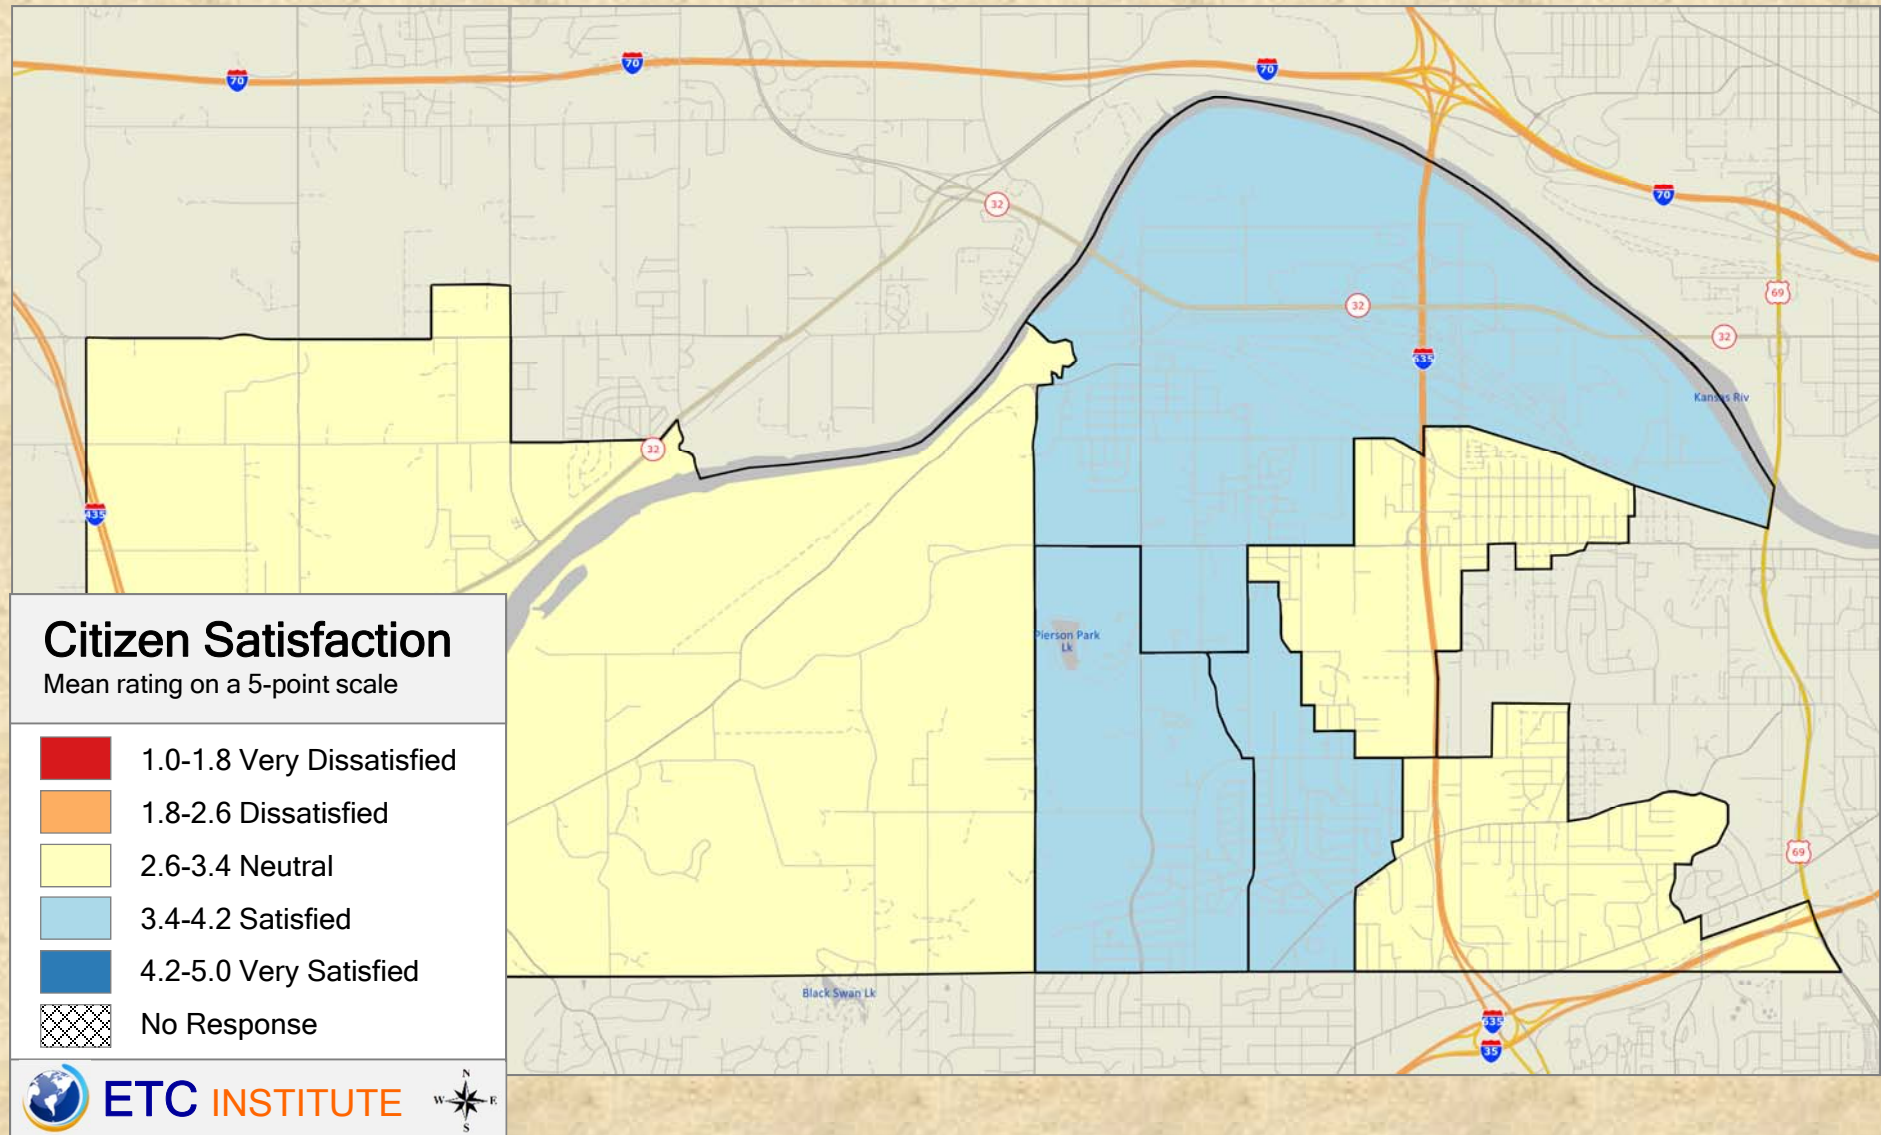 70
70
70
70
32
69
32
32
635
Kansas Riv
32
435
Pierson Park
Lk
69
Black Swan Lk
635
35
Citizen Satisfaction
Mean rating on a 5-point scale
1.0-1.8 Very Dissatisfied
1.8-2.6 Dissatisfied
2.6-3.4 Neutral
3.4-4.2 Satisfied
4.2-5.0 Very Satisfied
No Response
ETC INSTITUTE
N
W E
S